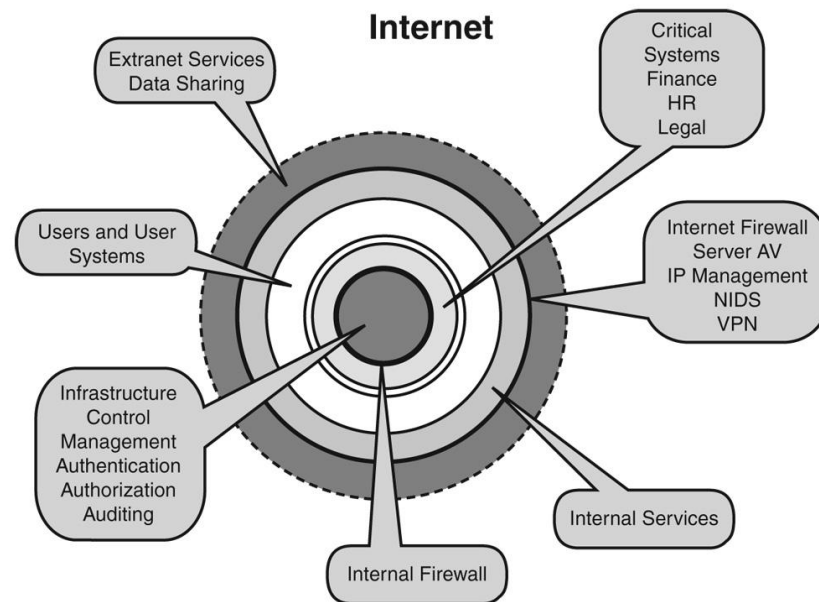 Internet
Extranet Services
Data Sharing
Critical
Systems
Finance
HR
Legal
Users and User
Systems
Internet Firewall
Server AV
IP Management
NIDS
VPN
Infrastructure
Control
Management
Authentication
Authorization
Auditing
Internal Services
Internal Firewall